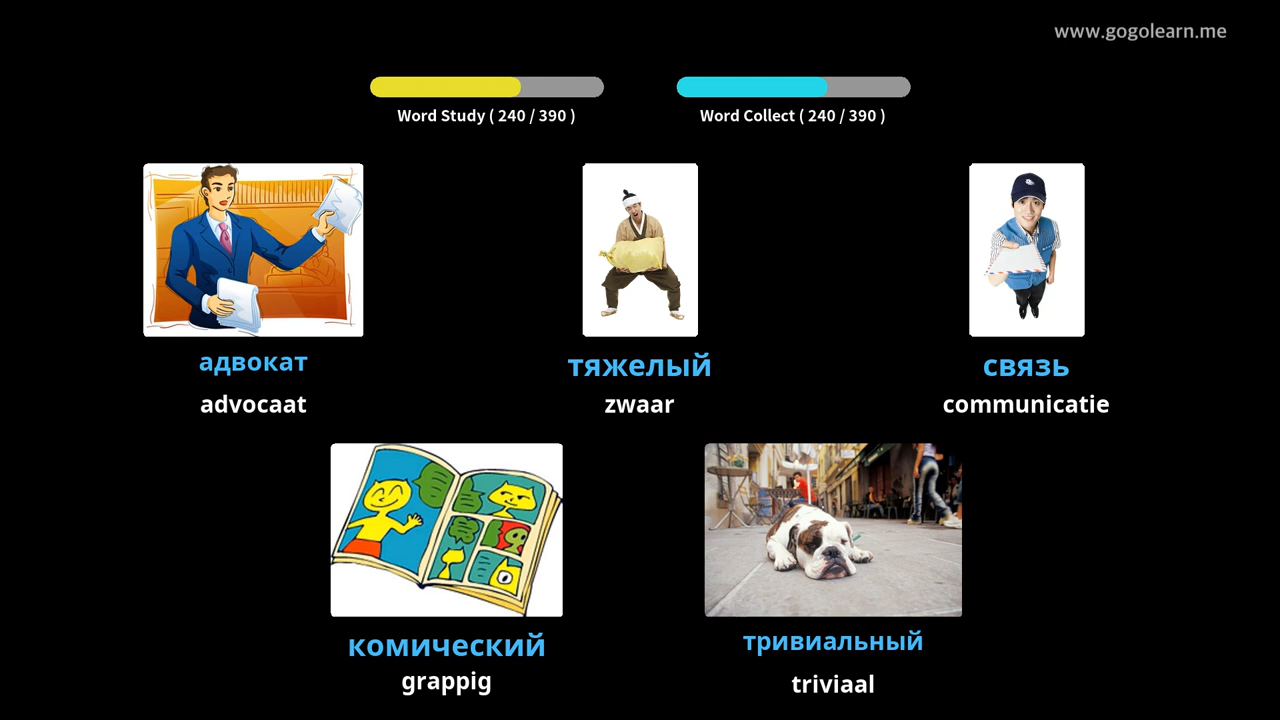 www.gogolearn.me
Word Study ( 240 / 390 )
Word Collect ( 240 / 390 )
адвокат
тяжелый
связь
advocaat
zwaar
communicatie
комический
тривиальный
grappig
triviaal